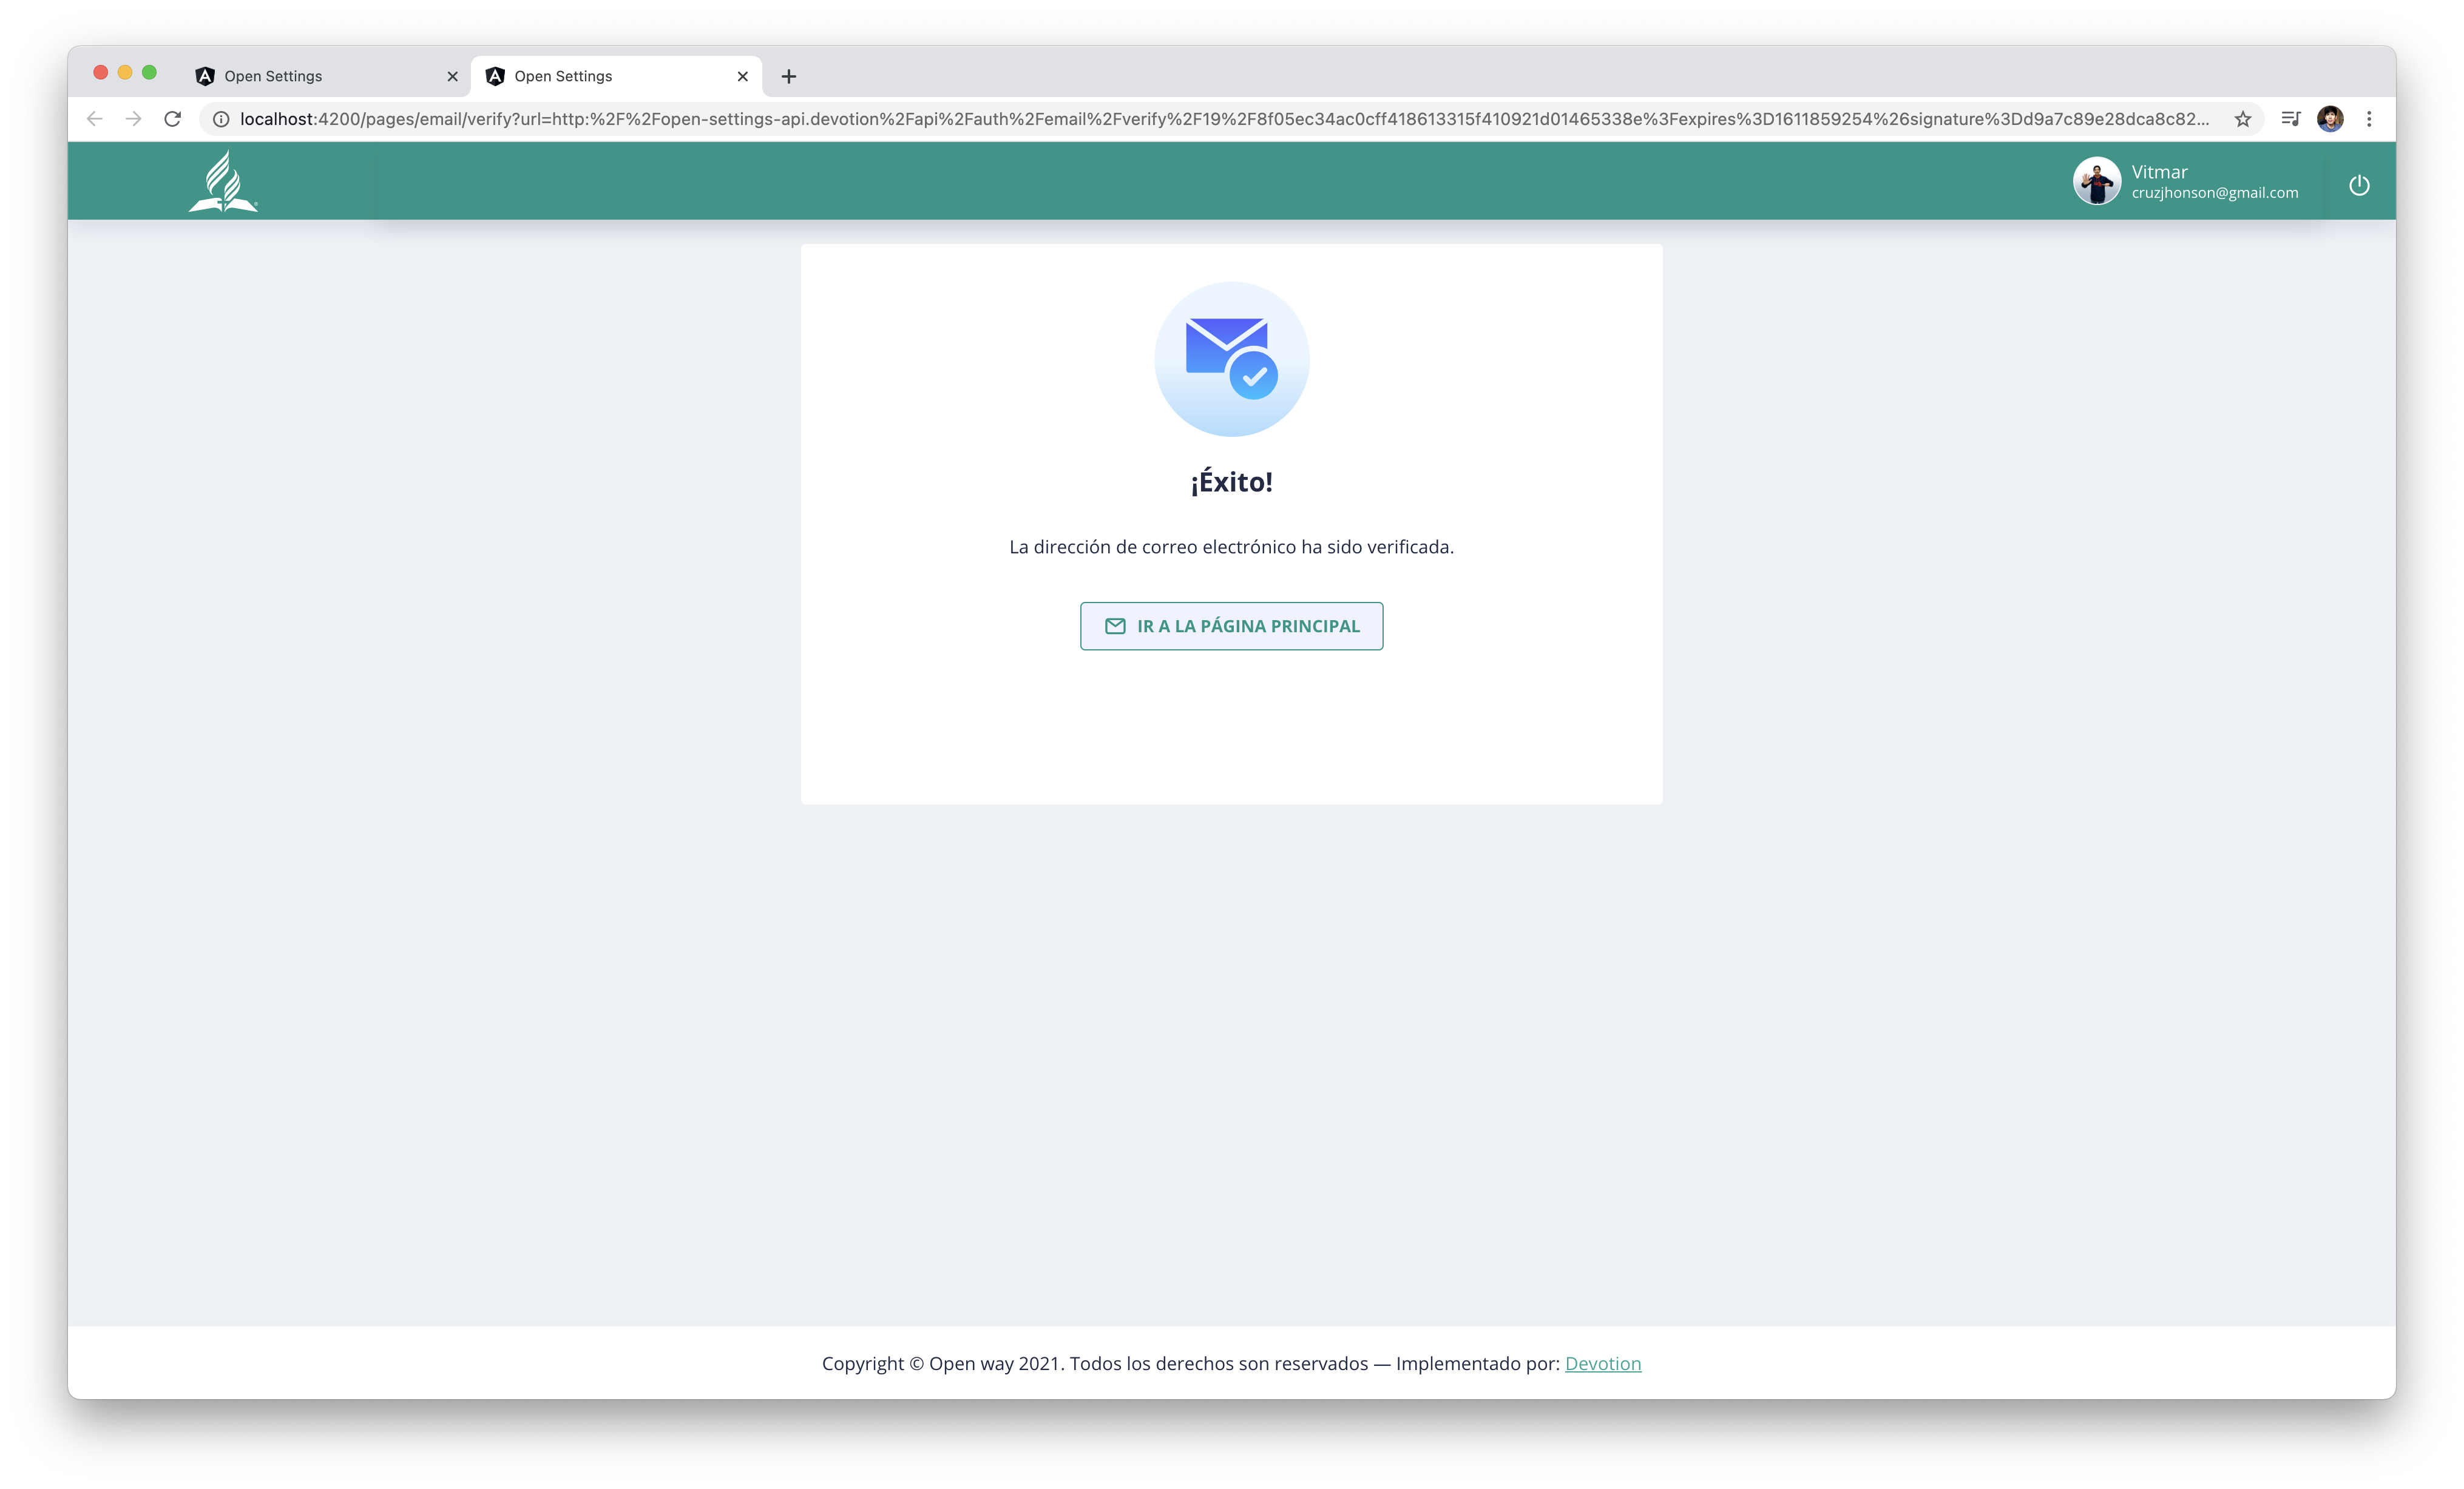 Open Settings
Open Settings
localhost:4200/pages/email/verify?url=http:%2F%2Fopen-settings-api.devotion%2Fapi%2Fauth%2Femail%2Fverify%2F19%2F8f05ec34ac0cff418613315f410921d01465338e%3Fexpires%3D1611859254%26signature%3Dd9a7c89e28dca8c82...
Vitmar
cruzjhonson@gmail.com
¡Éxito!
La dirección de correo electrónico ha sido verificada.
IR A LA PÁGINA PRINCIPAL
Copyright © Open way 2021. Todos los derechos son reservados — Implementado por: Devotion